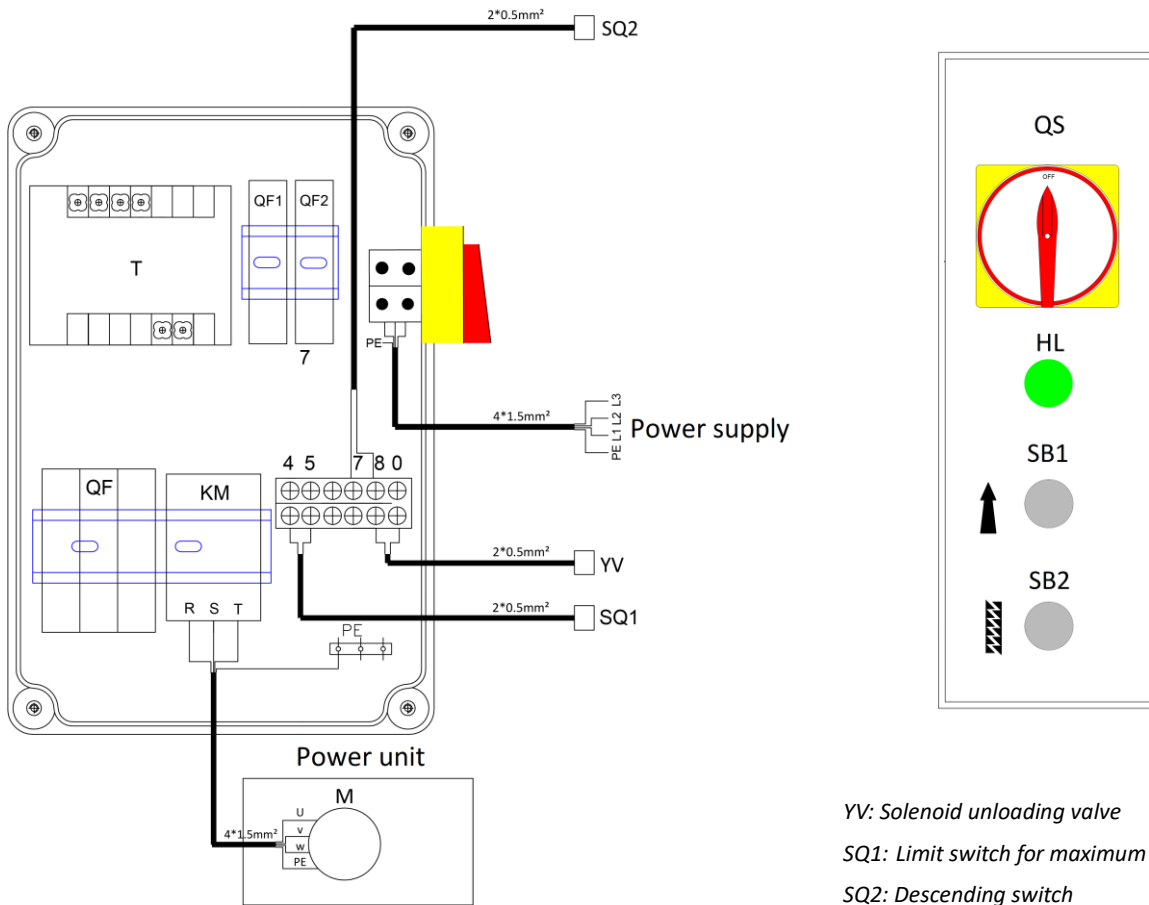 2*0.5mm²
SQ2
QS
OFF
QF1
QF2
T
7
PE
HL
4*1.5mm²
L3
L2
L1
PE
Power supply
SB1
4 5 7 8 0
QF
KM
2*0.5mm²
YV
SB2
2*0.5mm²
SQ1
R S T
PE
Power unit
M
U
v
w
PE
4*1.5mm²
YV: Solenoid unloading valve
SQ1: Limit switch for maximum
SQ2: Descending switch